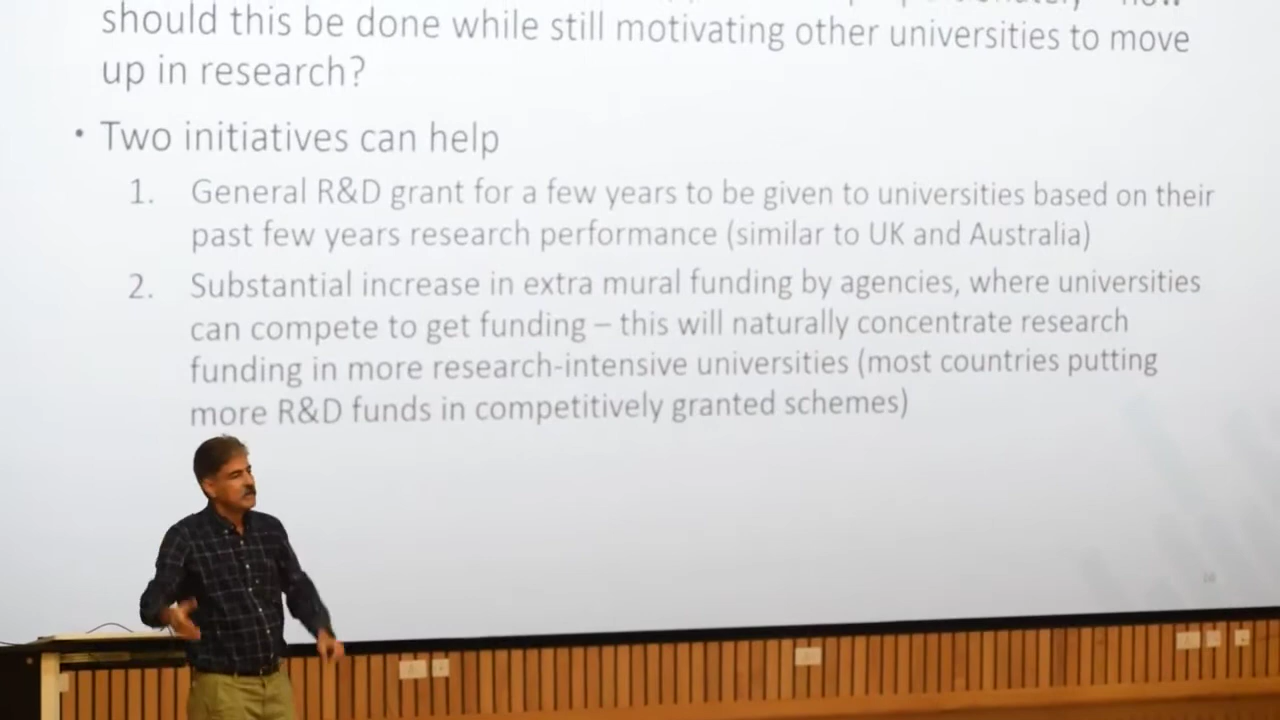 should this be done while still motivating other universities to move
up in research?
• Two initiatives can help
1. General R&D grant for a few years to be given to universities based on their
past few years research performance (similar to UK and Australia)
2. Substantial increase in extra mural funding by agencies, where universities
can compete to get funding – this will naturally concentrate research
funding in more research-intensive universities (most countries putting
more R&D funds in competitively granted schemes)